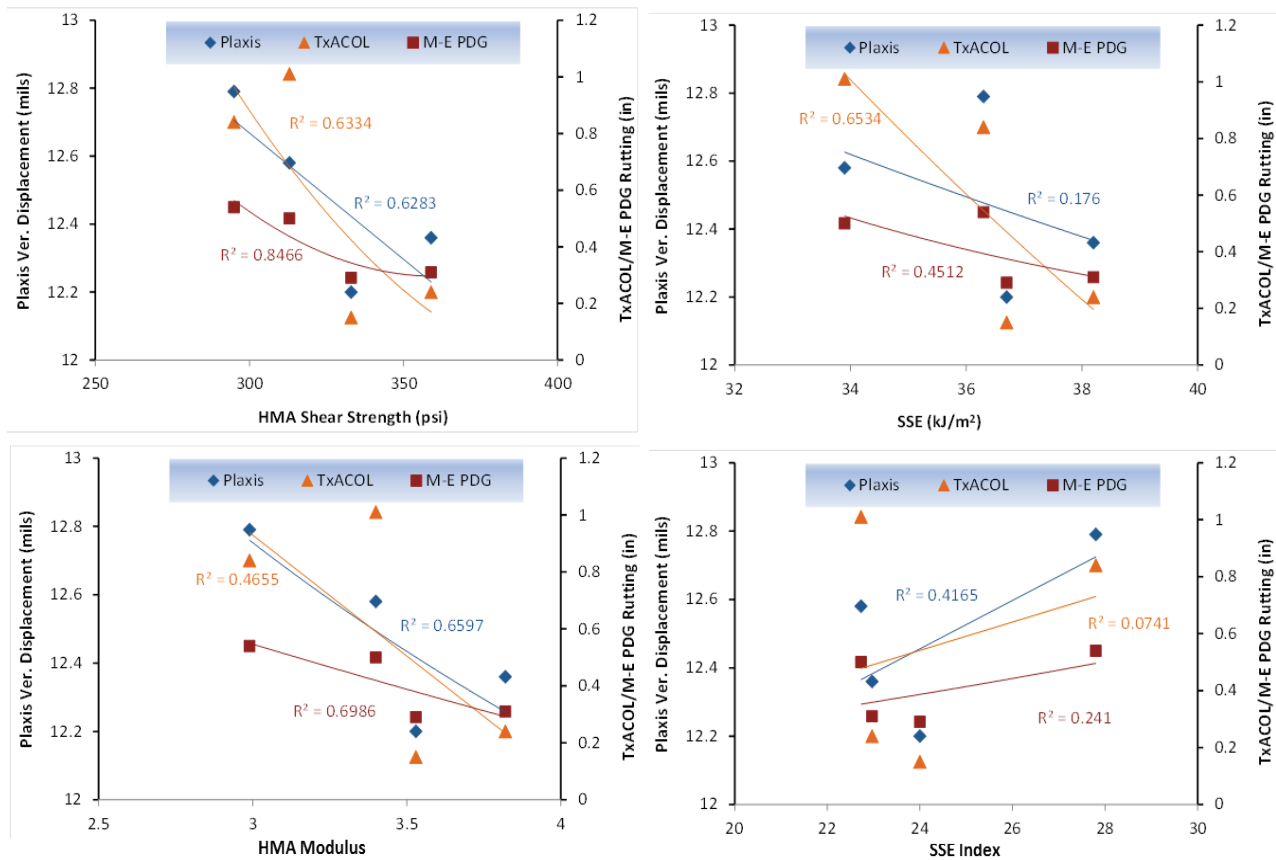 Plaxis TxACOL M-E PDG
Plaxis Ver. Displacement (mils)
13
12.8
12.6
12.4
12.2
12
R² = 0.6334
R² = 0.6283
R² = 0.8466
1.2
1
0.8
0.6
0.4
0.2
0
TxACOL/M-E PDG Rutting (in)
250 300 350 400
HMA Shear Strength (psi)
Plaxis TxACOL M-E PDG
Plaxis Ver. Displacement (mils)
13
12.8
12.6
12.4
12.2
12
R² = 0.6534
R² = 0.176
R² = 0.4512
1.2
1
0.8
0.6
0.4
0.2
0
TxACOL/M-E PDG Rutting (in)
32 34 36 38 40
SSE (kJ/m²)
Plaxis TxACOL M-E PDG
Plaxis Ver. Displacement (mils)
13
12.8
12.6
12.4
12.2
12
R² = 0.4655
R² = 0.6597
R² = 0.6986
1.2
1
0.8
0.6
0.4
0.2
0
TxACOL/M-E PDG Rutting (in)
2.5 3 3.5 4
HMA Modulus
Plaxis TxACOL M-E PDG
Plaxis Ver. Displacement (mils)
13
12.8
12.6
12.4
12.2
12
R² = 0.4165
R² = 0.0741
R² = 0.241
1.2
1
0.8
0.6
0.4
0.2
0
TxACOL/M-E PDG Rutting (in)
20 22 24 26 28 30
SSE Index